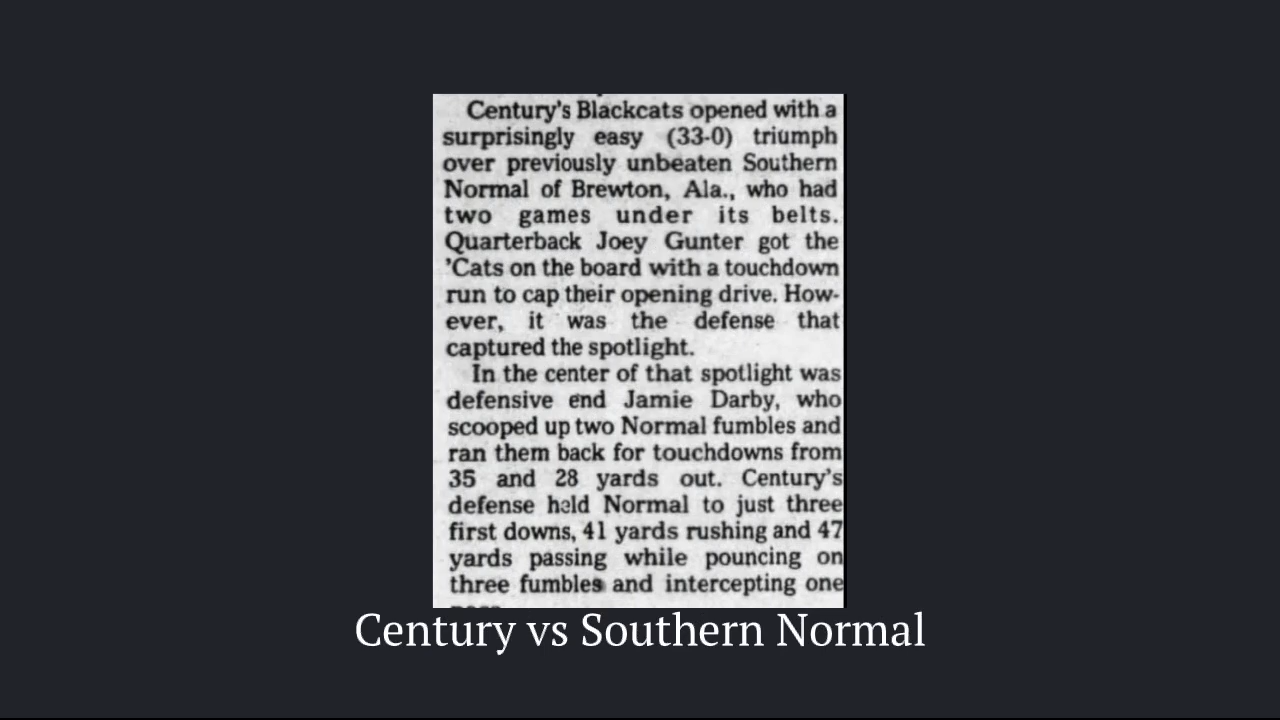 Century's Blackcats opened with a
surprisingly easy (33-0) triumph
over previously unbeaten Southern
Normal of Brewton, Ala., who had
two games under its belts.
Quarterback Joey Gunter got the
'Cats on the board with a touchdown
run to cap their opening drive. How-
ever, it was the defense that
captured the spotlight.
In the center of that spotlight was
defensive end Jamie Darby, who
scooped up two Normal fumbles and
ran them back for touchdowns from
35 and 28 yards out. Century's
defense held Normal to just three
first downs, 41 yards rushing and 47
yards passing while pouncing on
three fumbles and intercepting one
Century vs Southern Normal